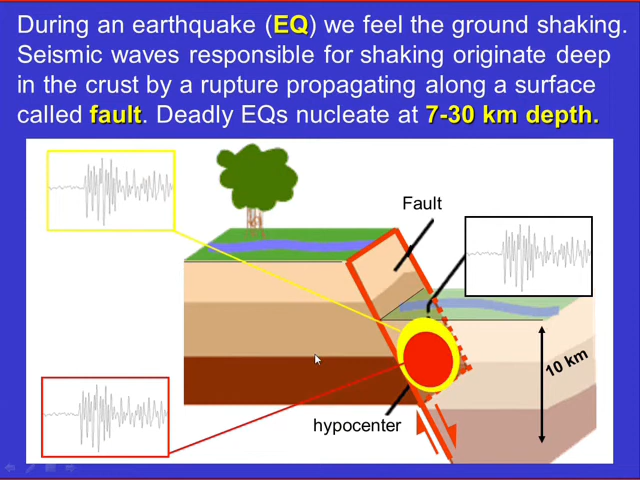 During an earthquake (EQ) we feel the ground shaking.
Seismic waves responsible for shaking originate deep
in the crust by a rupture propagating along a surface
called fault. Deadly EQs nucleate at 7-30 km depth.
Fault
10 km
hypocenter